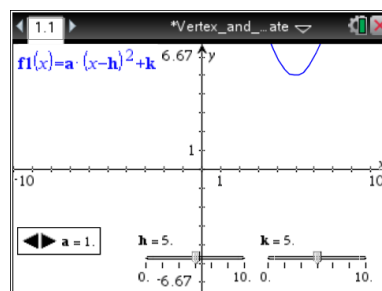 1.1 *Vertex_and_...ate
f1(x)=a·(x-h)²+k
6.67 y
1
x
-10 1 10
a = 1. h = 5. k = 5.
0. -6.67 10. 0. 10.